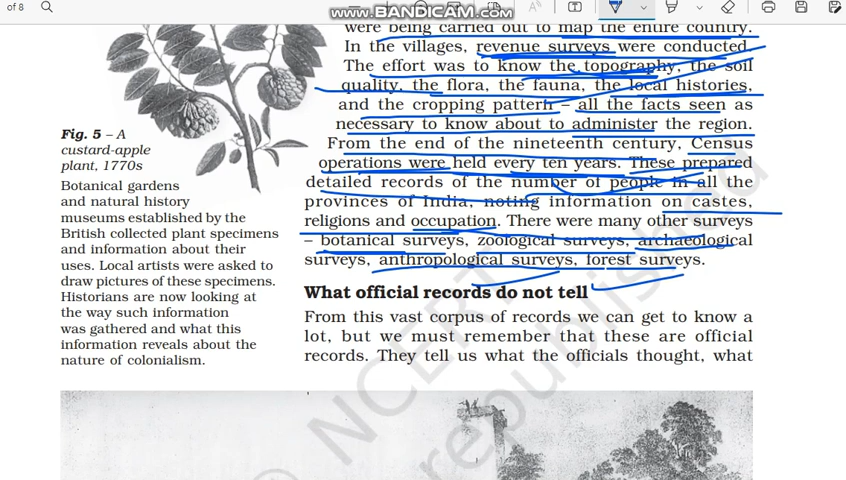 of 8
www.BANDICAM.com
were being carried out to map the entire country.
In the villages, revenue surveys were conducted.
The effort was to know the topography, the soil
quality, the flora, the fauna, the local histories,
and the cropping pattern – all the facts seen as
necessary to know about to administer the region.
From the end of the nineteenth century, Census
operations were held every ten years. These prepared
detailed records of the number of people in all the
provinces of India, noting information on castes,
religions and occupation. There were many other surveys
– botanical surveys, zoological surveys, archaeological
surveys, anthropological surveys, forest surveys.
What official records do not tell
From this vast corpus of records we can get to know a
lot, but we must remember that these are official
records. They tell us what the officials thought, what
Fig. 5 – A
custard-apple
plant, 1770s
Botanical gardens
and natural history
museums established by the
British collected plant specimens
and information about their
uses. Local artists were asked to
draw pictures of these specimens.
Historians are now looking at
the way such information
was gathered and what this
information reveals about the
nature of colonialism.
© NCERT
republished